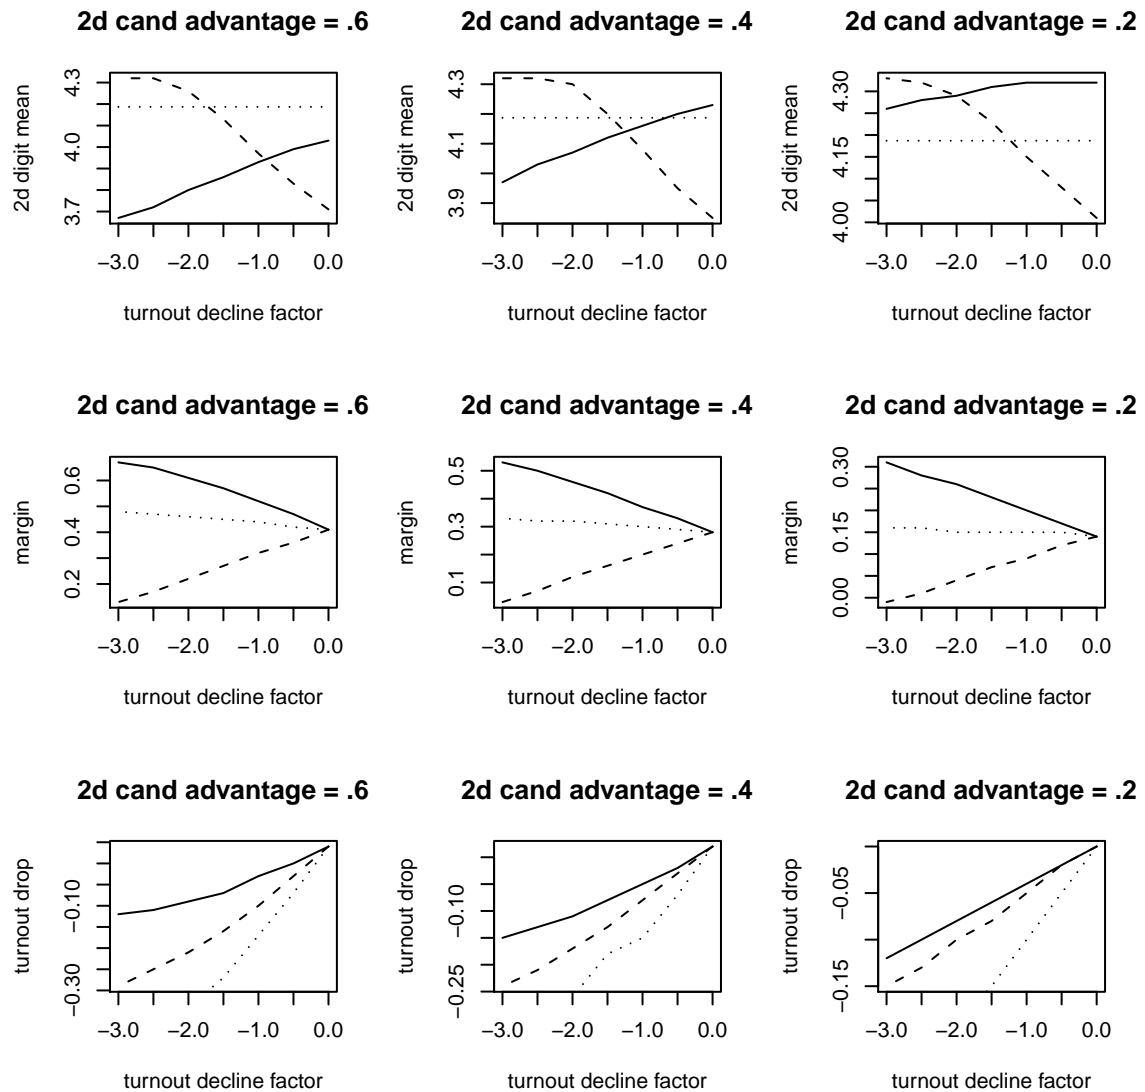 2d cand advantage = .6
2d digit mean
4.3
4.0
3.7
−3.0 −2.0 −1.0 0.0
turnout decline factor
2d cand advantage = .4
2d digit mean
4.3
4.1
3.9
−3.0 −2.0 −1.0 0.0
turnout decline factor
2d cand advantage = .2
2d digit mean
4.30
4.15
4.00
−3.0 −2.0 −1.0 0.0
turnout decline factor
2d cand advantage = .6
margin
0.6
0.4
0.2
−3.0 −2.0 −1.0 0.0
turnout decline factor
2d cand advantage = .4
margin
0.5
0.3
0.1
−3.0 −2.0 −1.0 0.0
turnout decline factor
2d cand advantage = .2
margin
0.30
0.15
0.00
−3.0 −2.0 −1.0 0.0
turnout decline factor
2d cand advantage = .6
turnout drop
−0.10
−0.30
−3.0 −2.0 −1.0 0.0
turnout decline factor
2d cand advantage = .4
turnout drop
−0.10
−0.25
−3.0 −2.0 −1.0 0.0
turnout decline factor
2d cand advantage = .2
turnout drop
−0.05
−0.15
−3.0 −2.0 −1.0 0.0
turnout decline factor